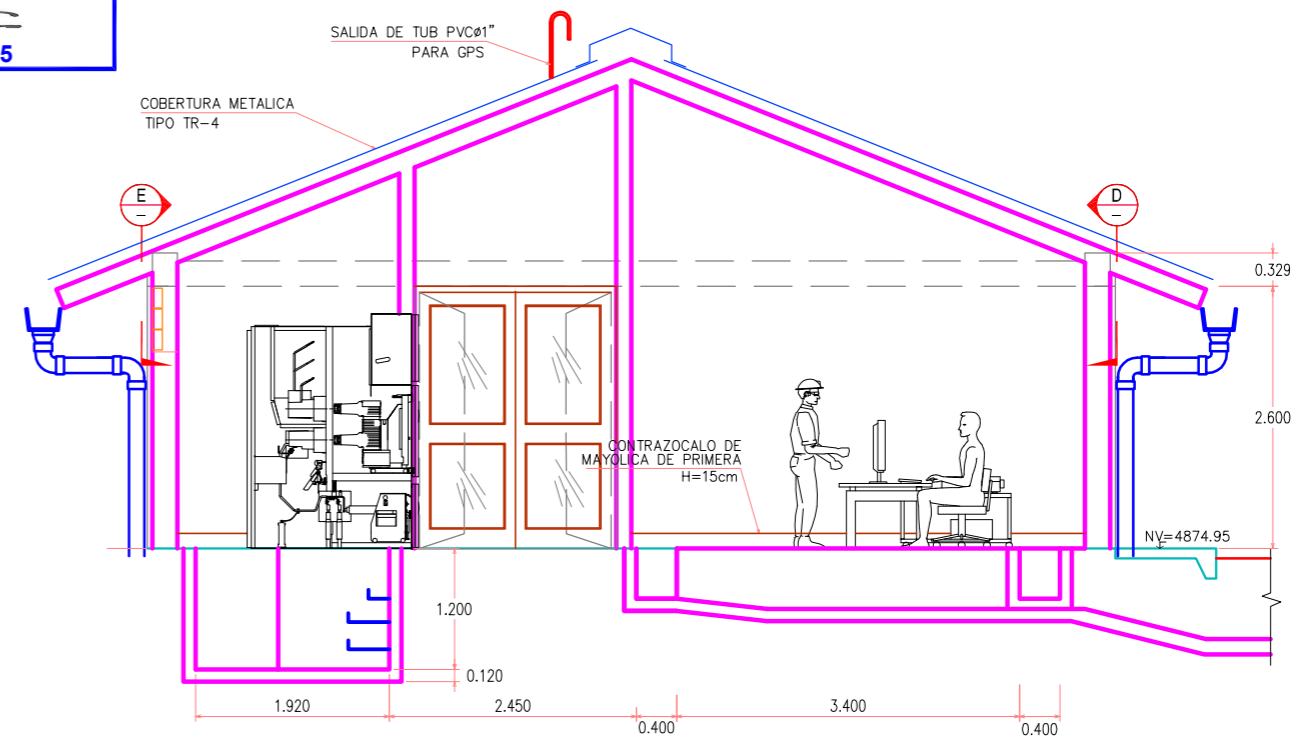 5
SALIDA DE TUB PVCØ1"
PARA GPS
COBERTURA METALICA
TIPO TR-4
E
-
D
-
0.329
2.600
CONTRAZOCALO DE
MAYOLICA DE PRIMERA
H=15cm
NV=4874.95
1.200
0.120
1.920
2.450
0.400
3.400
0.400